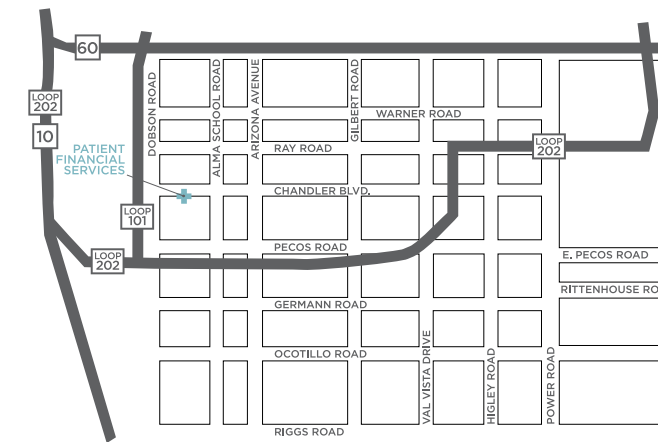 60
LOOP
202
10
DOBSON ROAD
ALMA SCHOOL ROAD
ARIZONA AVENUE
GILBERT ROAD
WARNER ROAD
RAY ROAD
LOOP
202
PATIENT
FINANCIAL
SERVICES
CHANDLER BLVD.
LOOP
101
PECOS ROAD
LOOP
202
E. PECOS ROAD
RITTENHOUSE RO
GERMANN ROAD
OCOTILLO ROAD
VAL VISTA DRIVE
HIGLEY ROAD
POWER ROAD
RIGGS ROAD